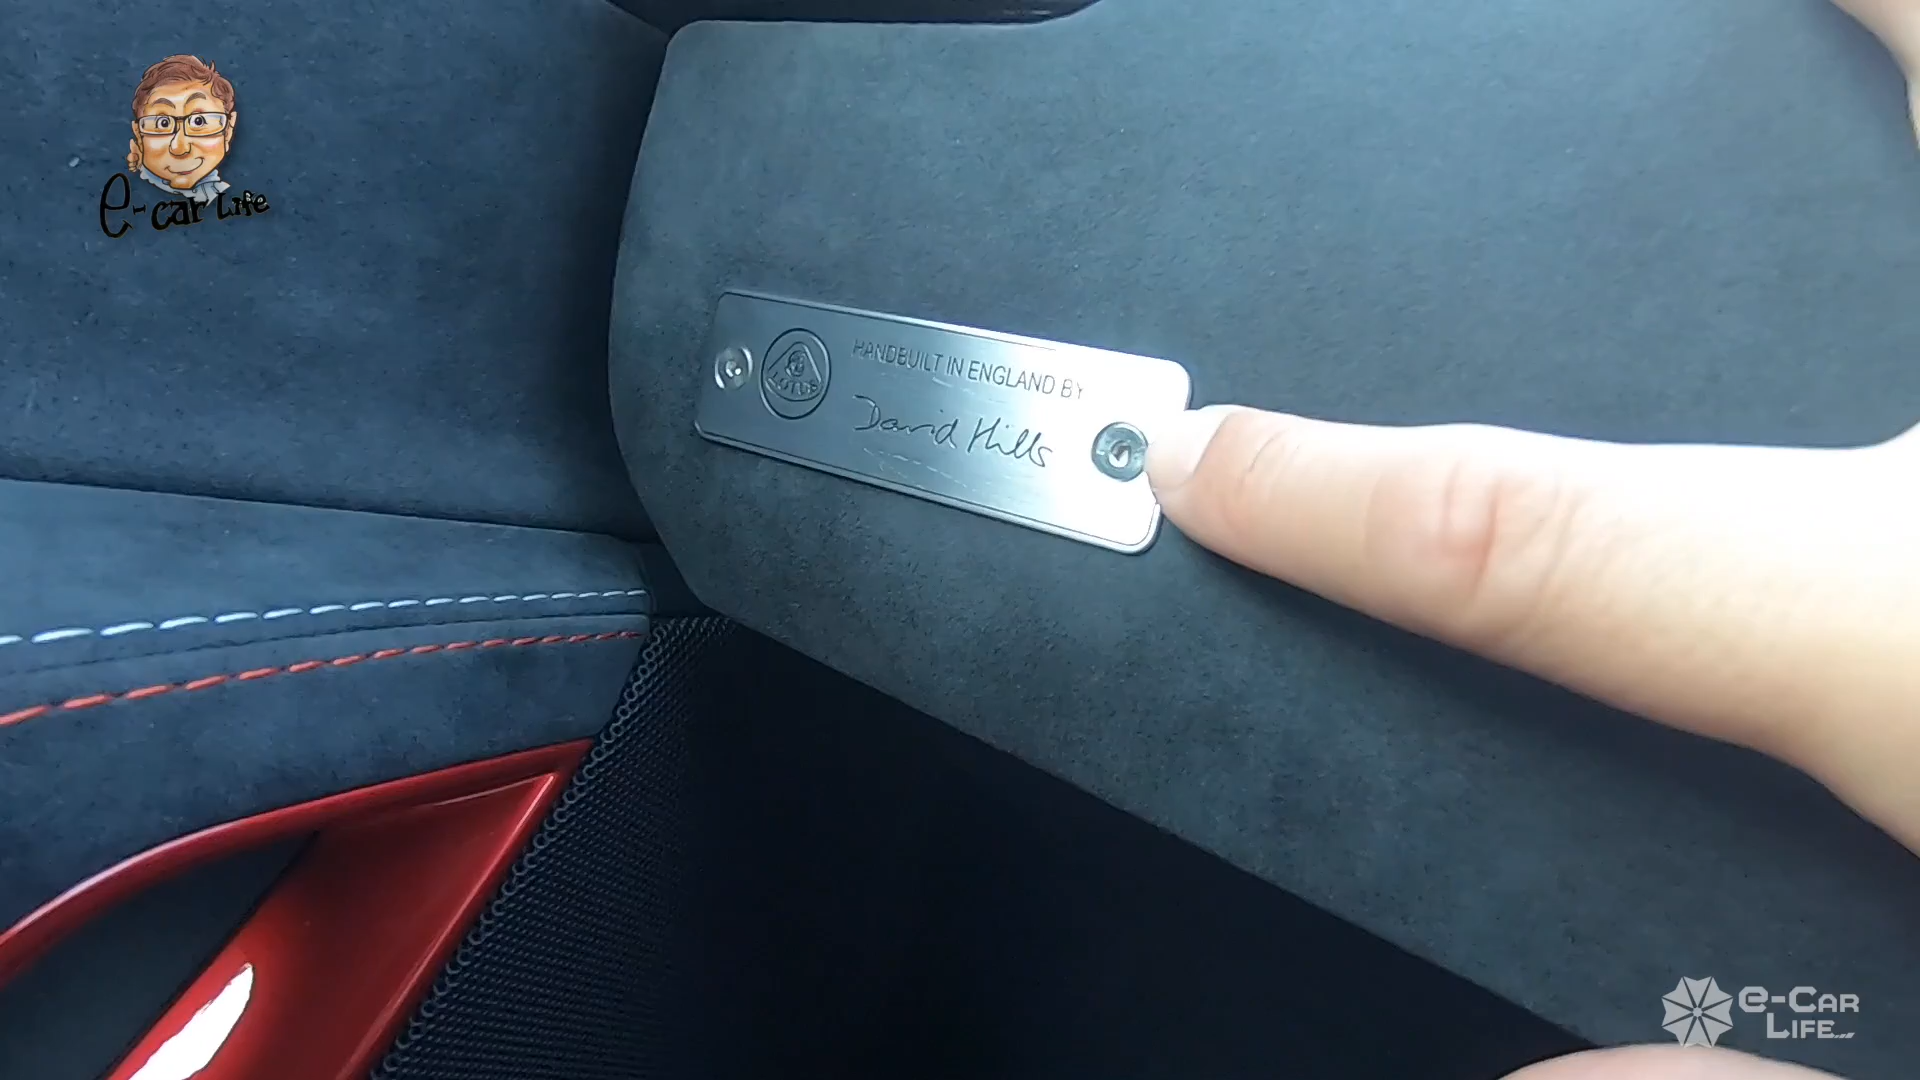 e-car Life
LOTUS
HANDBUILT IN ENGLAND BY
David Hills
e-Car
Life